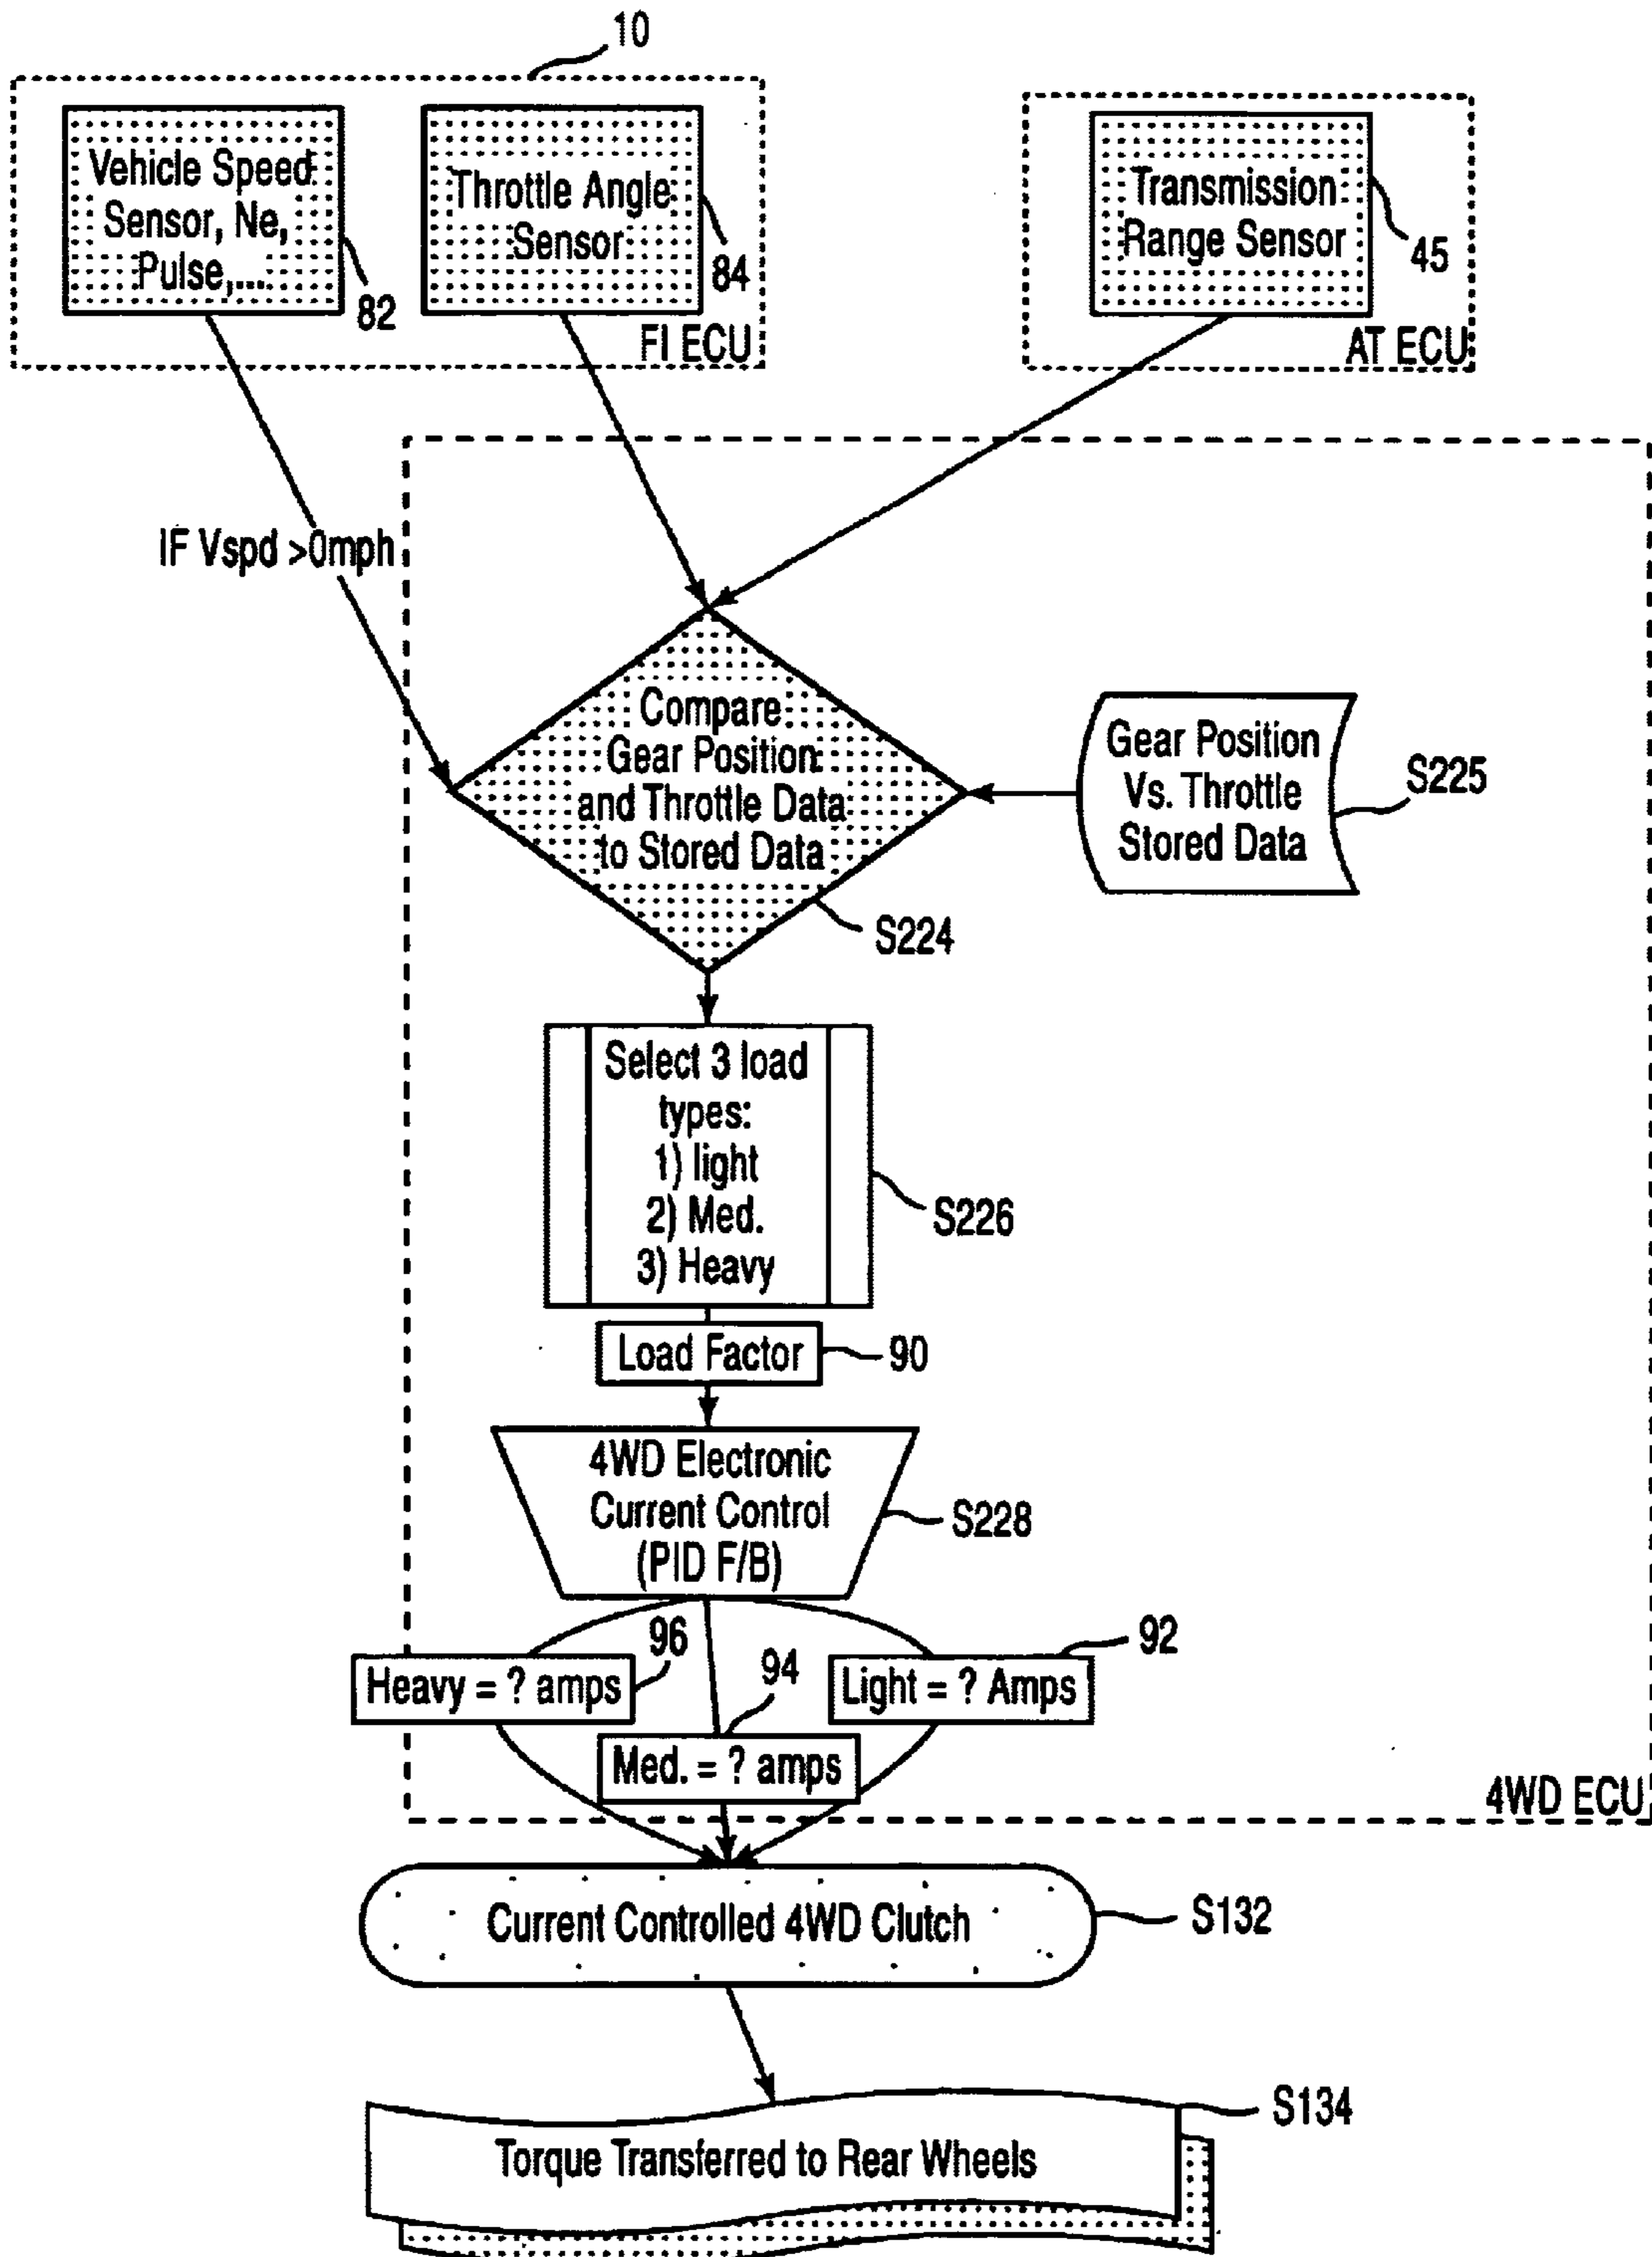 10
Vehicle Speed
Sensor, Ne,
Pulse,...
82
Throttle Angle
Sensor
84
FI ECU
Transmission
Range Sensor
45
AT ECU
IF Vspd >0mph
Compare
Gear Position
and Throttle Data
to Stored Data
S224
Gear Position
Vs. Throttle
Stored Data
S225
Select 3 load
types:
1) light
2) Med.
3) Heavy
S226
Load Factor
90
4WD Electronic
Current Control
(PID F/B)
S228
Heavy = ? amps
96
Med. = ? amps
94
Light = ? Amps
92
4WD ECU
Current Controlled 4WD Clutch
S132
Torque Transferred to Rear Wheels
S134